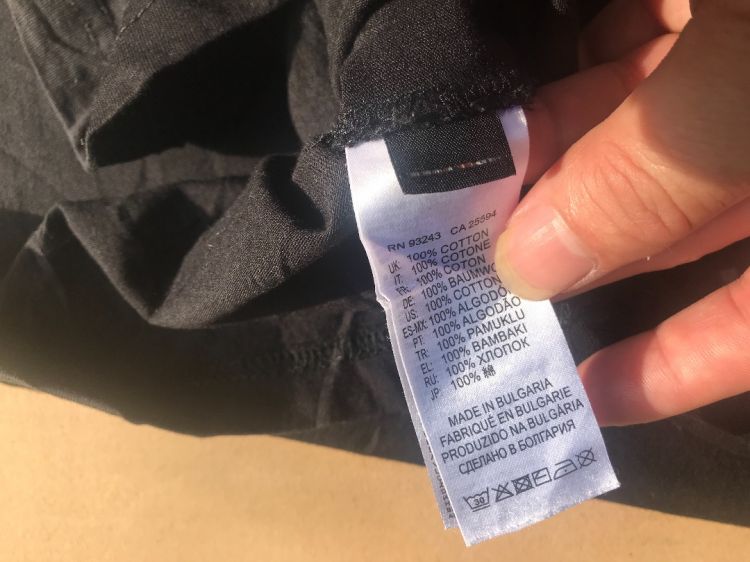 RN 93243 CA 25594
UK: 100% COTTON
IT: 100% COTONE
FR: 100% COTON
DE: 100%
US: 100% COTTON
ES-MX: 100%
PT: 100% ALGODÃO
TR: 100% PAMUKLU
EL: 100% BAMBAKI
RU: 100% ХЛОПОК
JP: 100% 綿
MADE IN BULGARIA
FABRIQUÉ EN BULGARIE
PRODUZIDO NA BULGÁRIA
СДЕЛАНО В БОЛГАРИЯ
30